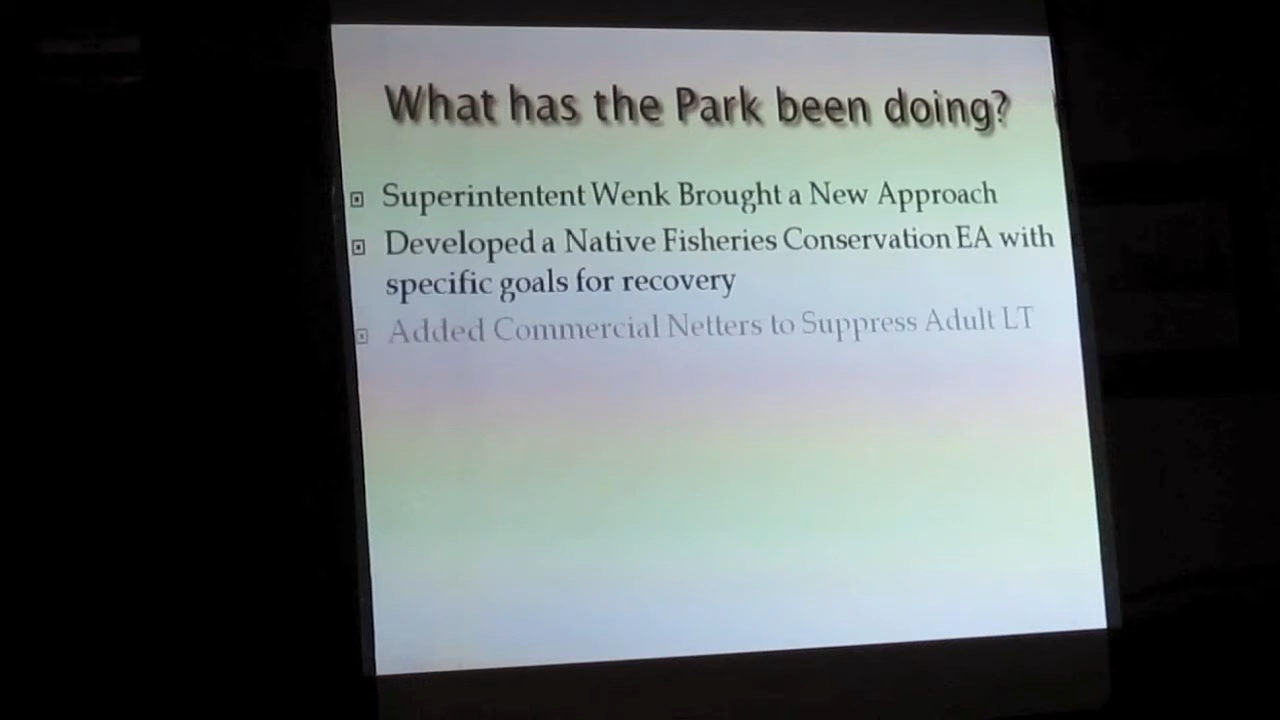 What has the Park been doing?
Superintentent Wenk Brought a New Approach
Developed a Native Fisheries Conservation EA with
specific goals for recovery
Added Commercial Netters to Suppress Adult LT